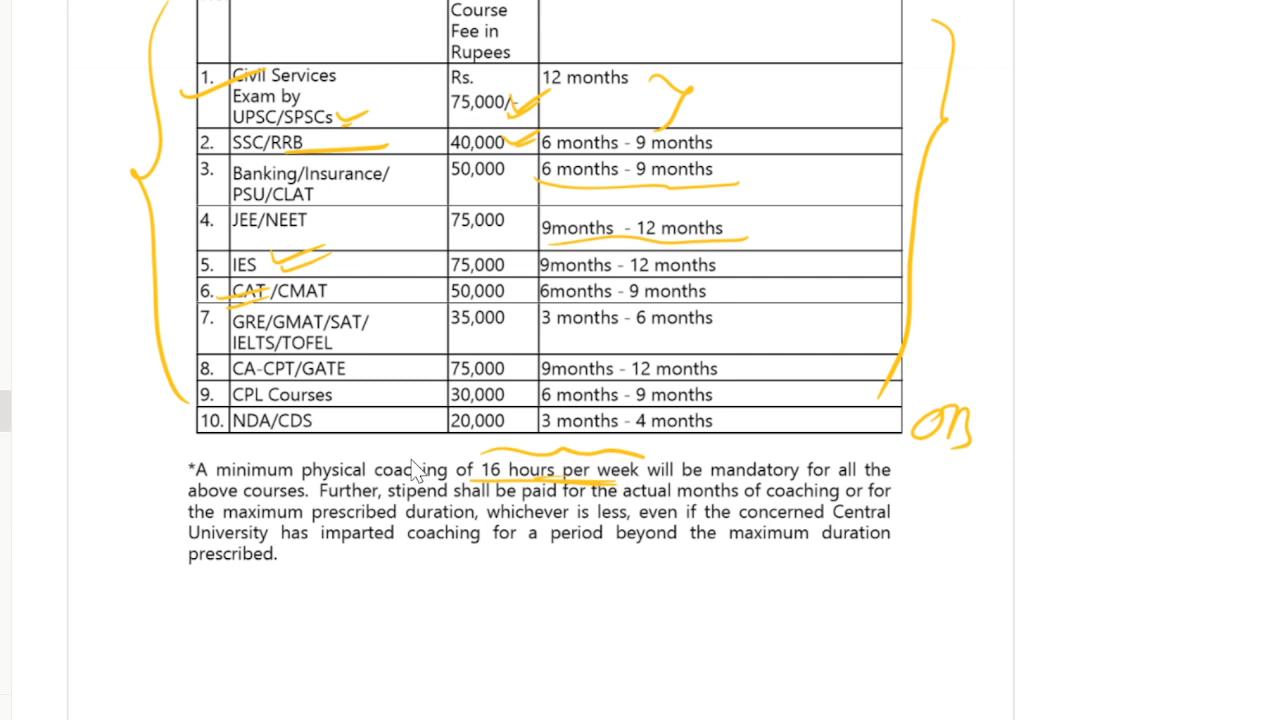 Course
Fee in
Rupees
1. Civil Services Rs. 12 months
Exam by 75,000/-
UPSC/SPSCs
2. SSC/RRB 40,000 6 months - 9 months
3. Banking/Insurance/ 50,000 6 months - 9 months
PSU/CLAT
4. JEE/NEET 75,000 9months - 12 months
5. IES 75,000 9months - 12 months
6. CAT /CMAT 50,000 6months - 9 months
7. GRE/GMAT/SAT/ 35,000 3 months - 6 months
IELTS/TOFEL
8. CA-CPT/GATE 75,000 9months - 12 months
9. CPL Courses 30,000 6 months - 9 months
10. NDA/CDS 20,000 3 months - 4 months
*A minimum physical coaching of 16 hours per week will be mandatory for all the
above courses. Further, stipend shall be paid for the actual months of coaching or for
the maximum prescribed duration, whichever is less, even if the concerned Central
University has imparted coaching for a period beyond the maximum duration
prescribed.